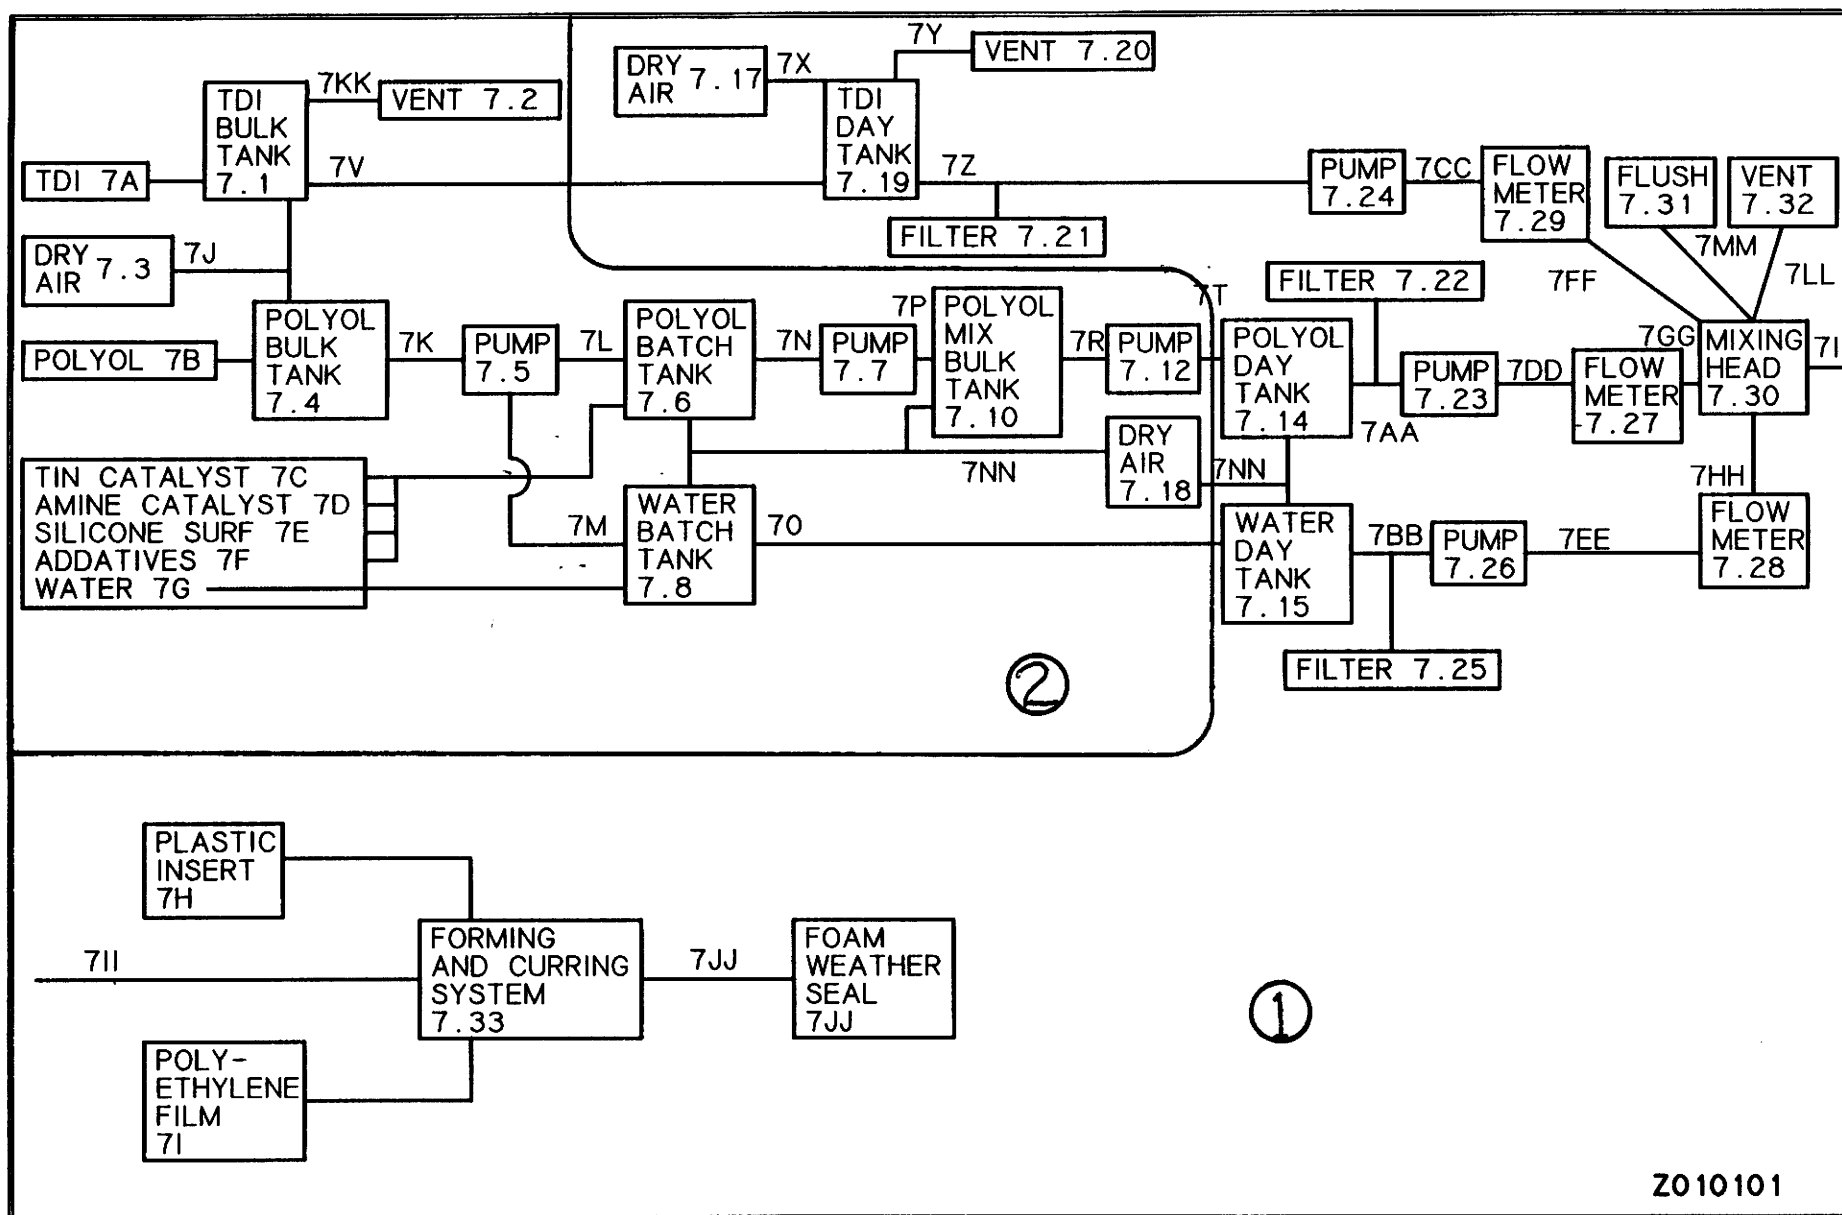 7Y
VENT 7.20
DRY
AIR 7.17
7X
7KK
VENT 7.2
TDI
BULK
TANK
7.1
TDI
DAY
TANK
7.19
TDI 7A
7V
7Z
PUMP
7.24
7CC
FLOW
METER
7.29
FLUSH
7.31
VENT
7.32
FILTER 7.21
7MM
7LL
7FF
DRY
AIR 7.3
7J
FILTER 7.22
POLYOL 7B
POLYOL
BULK
TANK
7.4
7K
PUMP
7.5
7L
POLYOL
BATCH
TANK
7.6
7N
PUMP
7.7
7P
POLYOL
MIX
BULK
TANK
7.10
7R
PUMP
7.12
7T
POLYOL
DAY
TANK
7.14
7AA
PUMP
7.23
7DD
FLOW
METER
7.27
7GG
MIXING
HEAD
7.30
7I
TIN CATALYST 7C
AMINE CATALYST 7D
SILICONE SURF 7E
ADDATIVES 7F
WATER 7G
7M
WATER
BATCH
TANK
7.8
7O
7NN
DRY
AIR
7.18
7NN
WATER
DAY
TANK
7.15
7BB
PUMP
7.26
7EE
7HH
FLOW
METER
7.28
FILTER 7.25
2
PLASTIC
INSERT
7H
7II
FORMING
AND CURRING
SYSTEM
7.33
7JJ
FOAM
WEATHER
SEAL
7JJ
POLY-
ETHYLENE
FILM
7I
1
Z010101